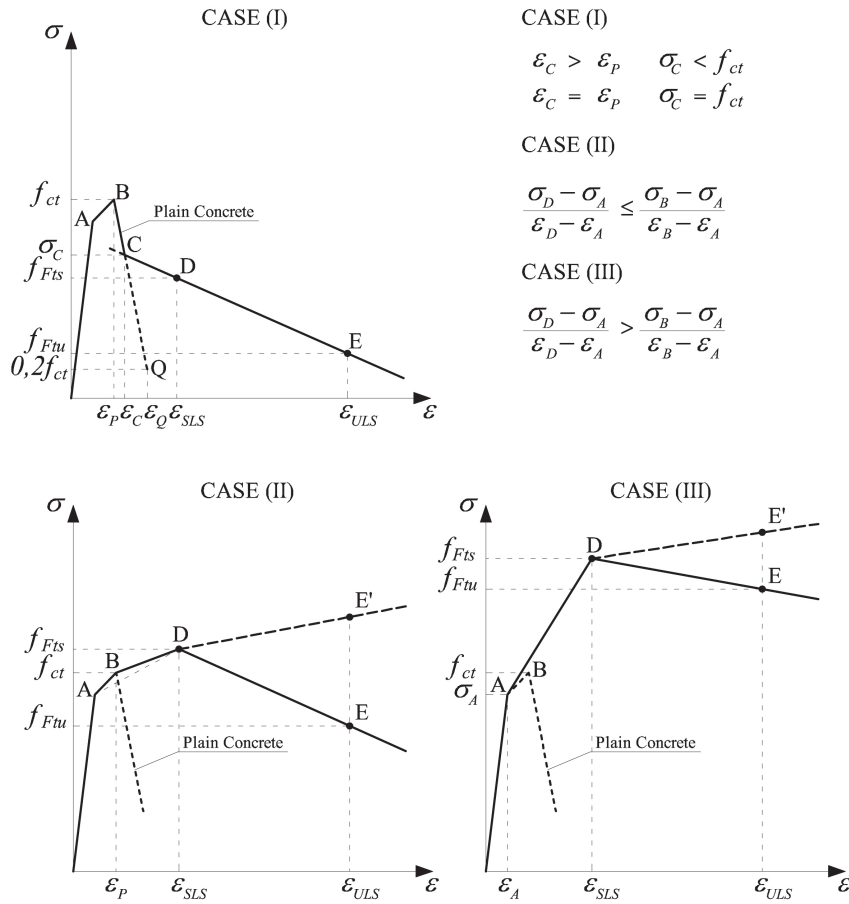 CASE (I)
σ
f_ct
B
A
Plain Concrete
σ_C
C
f_Fts
D
f_Ftu
E
0,2f_ct
Q
ε_P ε_C ε_Q ε_SLS ε_ULS ε
CASE (I)
ε_C > ε_P σ_C < f_ct
ε_C = ε_P σ_C = f_ct
CASE (II)
σ_D − σ_A / ε_D − ε_A ≤ σ_B − σ_A / ε_B − ε_A
CASE (III)
σ_D − σ_A / ε_D − ε_A > σ_B − σ_A / ε_B − ε_A
CASE (II)
σ
E'
f_Fts
D
f_ct
B
A
f_Ftu
E
Plain Concrete
ε_P ε_SLS ε_ULS ε
CASE (III)
σ
E'
f_Fts
D
f_Ftu
E
f_ct
B
σ_A
A
Plain Concrete
ε_A ε_SLS ε_ULS ε